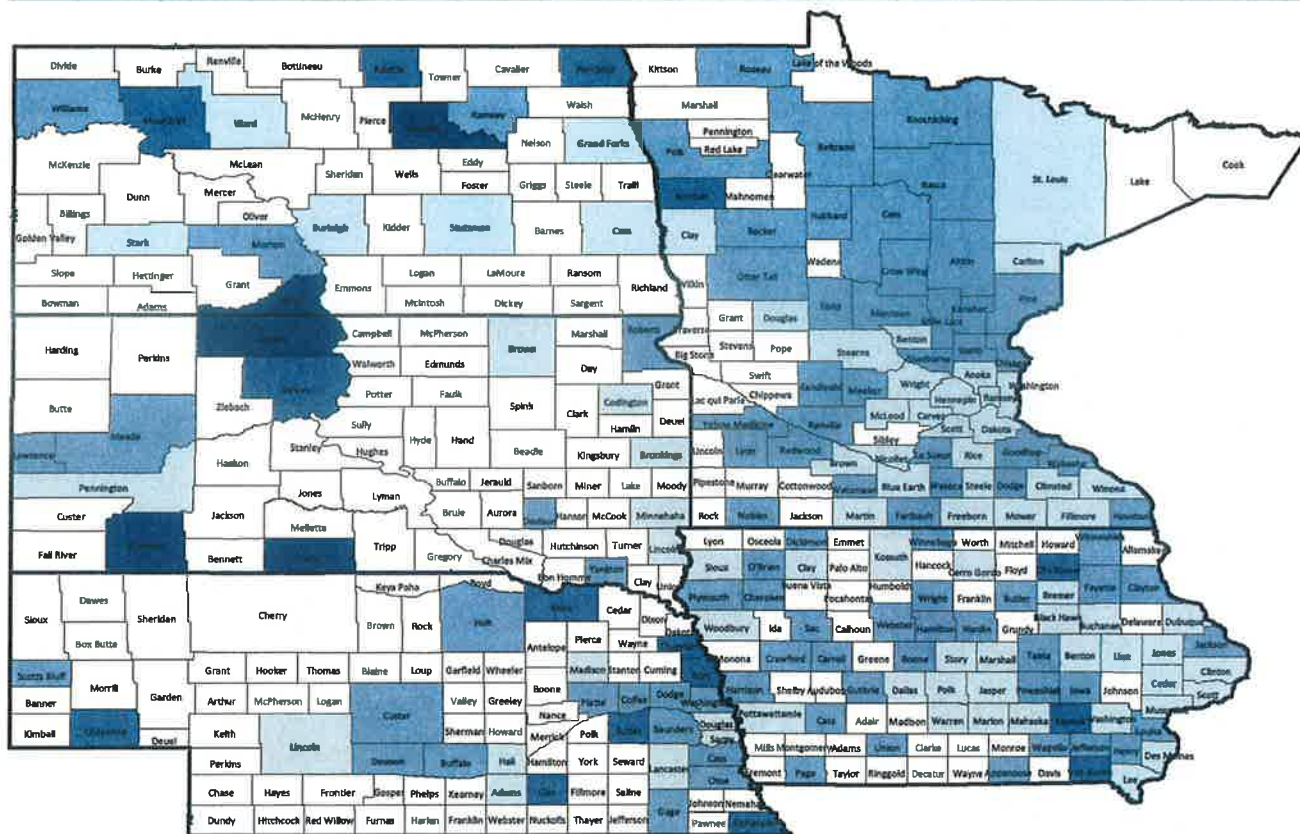 Divide Burke Renville Bottineau Rolette Towner Cavalier Pembina Kittson Roseau Lake of the Woods
Williams Mountrail Ward McHenry Pierce Benson Ramsey Walsh Marshall Koochiching
Nelson Grand Forks Polk Pennington Red Lake Beltrami St. Louis Lake Cook
McKenzie McLean Sheridan Wells Eddy Foster Griggs Steele Traill Norman Mahnomen Clearwater Itasca
Dunn Mercer Oliver Billings
Golden Valley Stark Morton Burleigh Kidder Stutsman Barnes Cass Clay Becker Hubbard Cass
Slope Hettinger Grant Emmons Logan LaMoure Ransom Richland Wilkin Otter Tail Wadena Crow Wing Aitkin Carlton
Bowman Adams McIntosh Dickey Sargent Todd Morrison Mille Lacs Kanabec Pine
Harding Perkins Campbell McPherson Brown Marshall Roberts Traverse Grant Douglas
Walworth Edmunds Day Big Stone Stevens Pope Stearns Benton
Butte Ziebach Dewey Potter Faulk Spink Grant Codington Swift Kandiyohi Meeker Wright Anoka Washington
Meade Sully Clark Hamlin Deuel Lac qui Parle Chippewa Hennepin Ramsey
Lawrence Hyde Hand Yellow Medicine Renville McLeod Carver Scott Dakota
Haakon Stanley Hughes Beadle Kingsbury Brookings Lincoln Lyon Redwood Sibley
Nicollet Le Sueur Rice Goodhue Wabasha
Pennington Jones Lyman Buffalo Jerauld Sanborn Miner Lake Moody Pipestone Murray Cottonwood Watonwan Brown Blue Earth Waseca Steele Dodge Olmsted Winona
Custer Jackson Mellette Brule Aurora Davison Hanson McCook Minnehaha Rock Nobles Jackson Martin Faribault Freeborn Mower Fillmore Houston
Fall River Bennett Todd Tripp Gregory Douglas Charles Mix Hutchinson Turner Lincoln
Bon Homme Yankton Clay Union
Lyon Osceola Dickinson Emmet Kossuth Winnebago Worth Mitchell Howard Winneshiek Allamakee
Sioux O'Brien Clay Palo Alto Hancock Cerro Gordo Floyd Chickasaw
Sioux Dawes Sheridan Cherry Keya Paha Boyd Knox Cedar Dixon Dakota
Plymouth Cherokee Buena Vista Pocahontas Humboldt Wright Franklin Butler Bremer Fayette Clayton
Box Butte Brown Rock Holt Antelope Pierce Wayne
Woodbury Ida Sac Calhoun Webster Hamilton Hardin Grundy Black Hawk Buchanan Delaware Dubuque
Scotts Bluff Morrill Garden Grant Hooker Thomas Blaine Loup Garfield Wheeler Madison Stanton Cuming
Monona Crawford Carroll Greene Boone Story Marshall Tama Benton Linn Jones Jackson
Banner Arthur McPherson Logan Custer Valley Greeley Boone Nance Platte Colfax Dodge Washington
Harrison Shelby Audubon Guthrie Dallas Polk Jasper Poweshiek Iowa Johnson Cedar Clinton Scott
Kimball Cheyenne Deuel Keith Lincoln Sherman Howard Merrick Polk Butler Saunders Douglas Sarpy
Pottawattamie Cass Adair Madison Warren Marion Mahaska Keokuk Washington Louisa
Perkins Dawson Buffalo Hall Hamilton York Seward Lancaster Cass Otoe
Mills Montgomery Adams Union Clarke Lucas Monroe Wapello Jefferson Henry Des Moines
Chase Hayes Frontier Gosper Phelps Kearney Adams Clay Fillmore Saline Gage Johnson Nemaha
Fremont Page Taylor Ringgold Decatur Wayne Appanoose Davis Van Buren Lee
Dundy Hitchcock Red Willow Furnas Harlan Franklin Webster Nuckolls Thayer Jefferson Pawnee Richardson